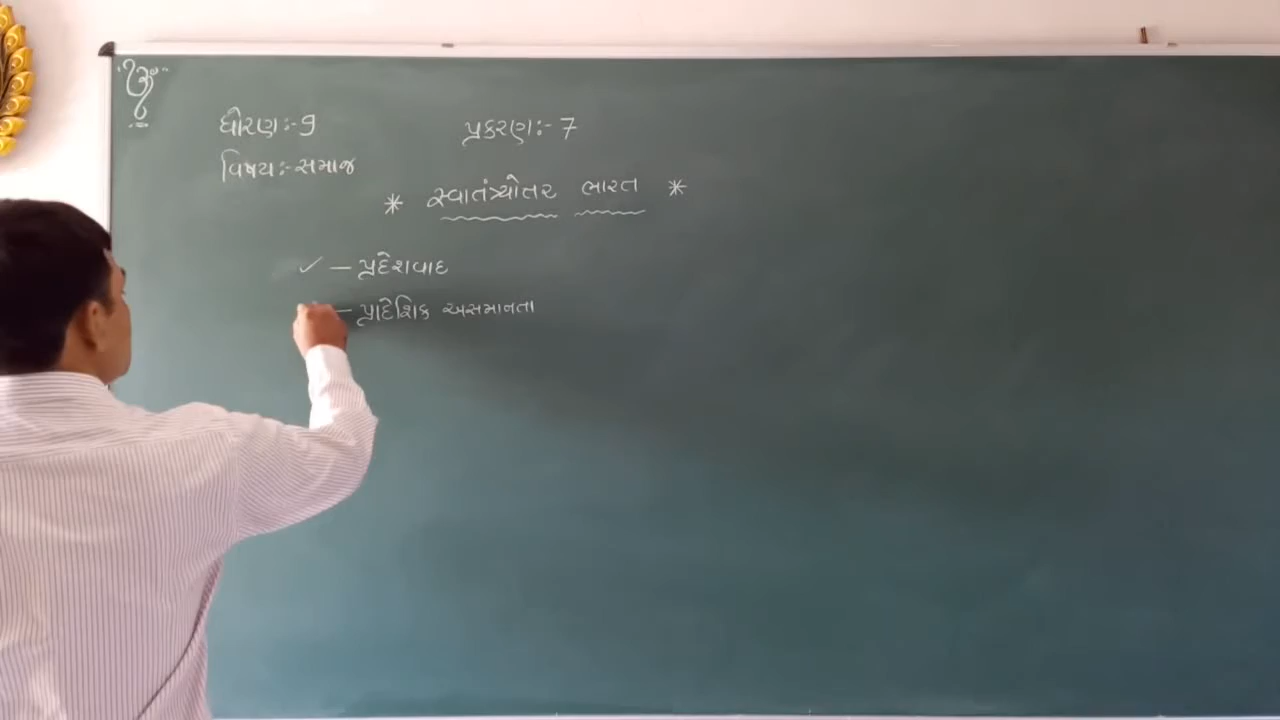 ધોરણ:-9
પ્રકરણ:- 7
વિષય:-સમાજ
* સ્વાતંત્ર્યોતર ભારત *
✓ – પ્રદેશવાદ
– પ્રાદેશિક અસમાનતા